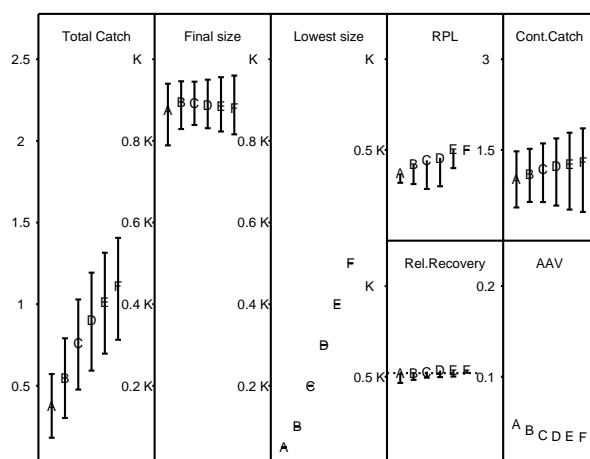 Total Catch Final size Lowest size RPL Cont.Catch
2.5 K K 3
2 0.8 K 0.8 K
0.5 K 1.5
1.5 0.6 K 0.6 K
A B C D E F
A B C D E F
A B C D E F
A B C D E F
A B C D E F
Rel.Recovery AAV
1 0.4 K 0.4 K K 0.2
0.5 0.2 K 0.2 K 0.5 K 0.1
A B C D E F
A B C D E F